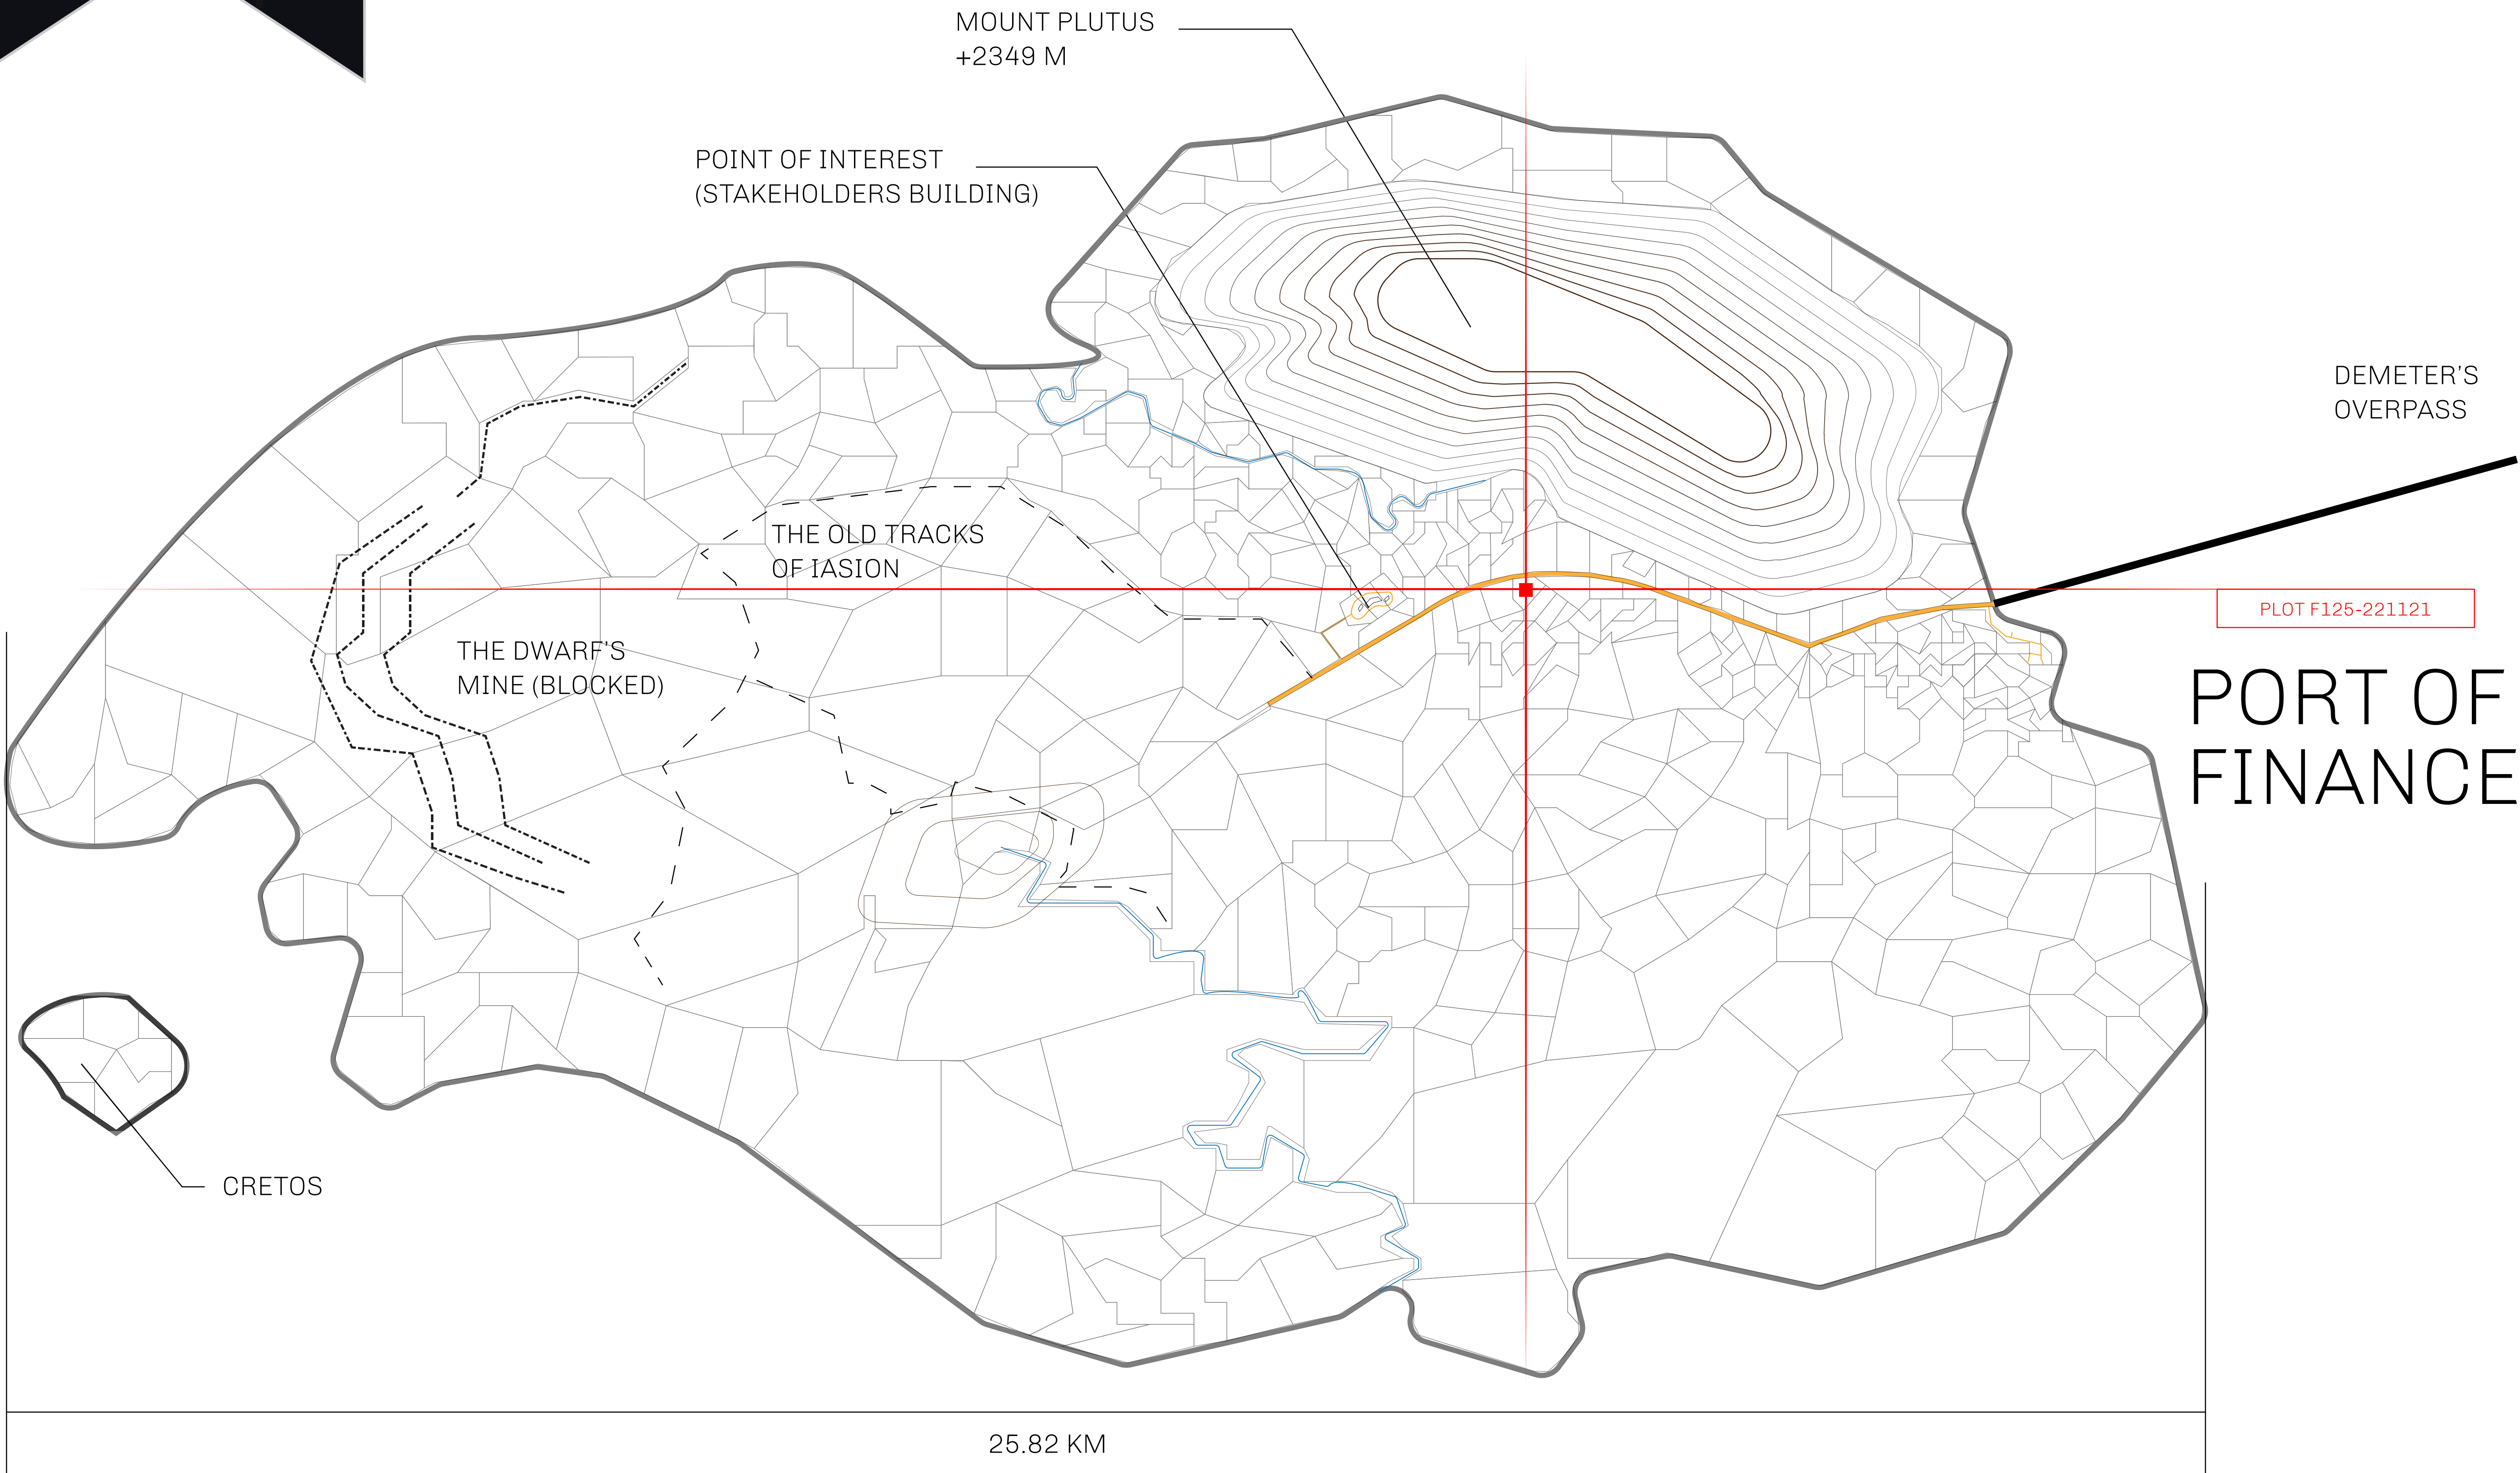 MOUNT PLUTUS
+2349 M
POINT OF INTEREST
(STAKEHOLDERS BUILDING)
DEMETER'S
OVERPASS
THE OLD TRACKS
OF IASION
PLOT F125-221121
THE DWARF'S
MINE (BLOCKED)
PORT OF
FINANCE
CRETOS
25.82 KM